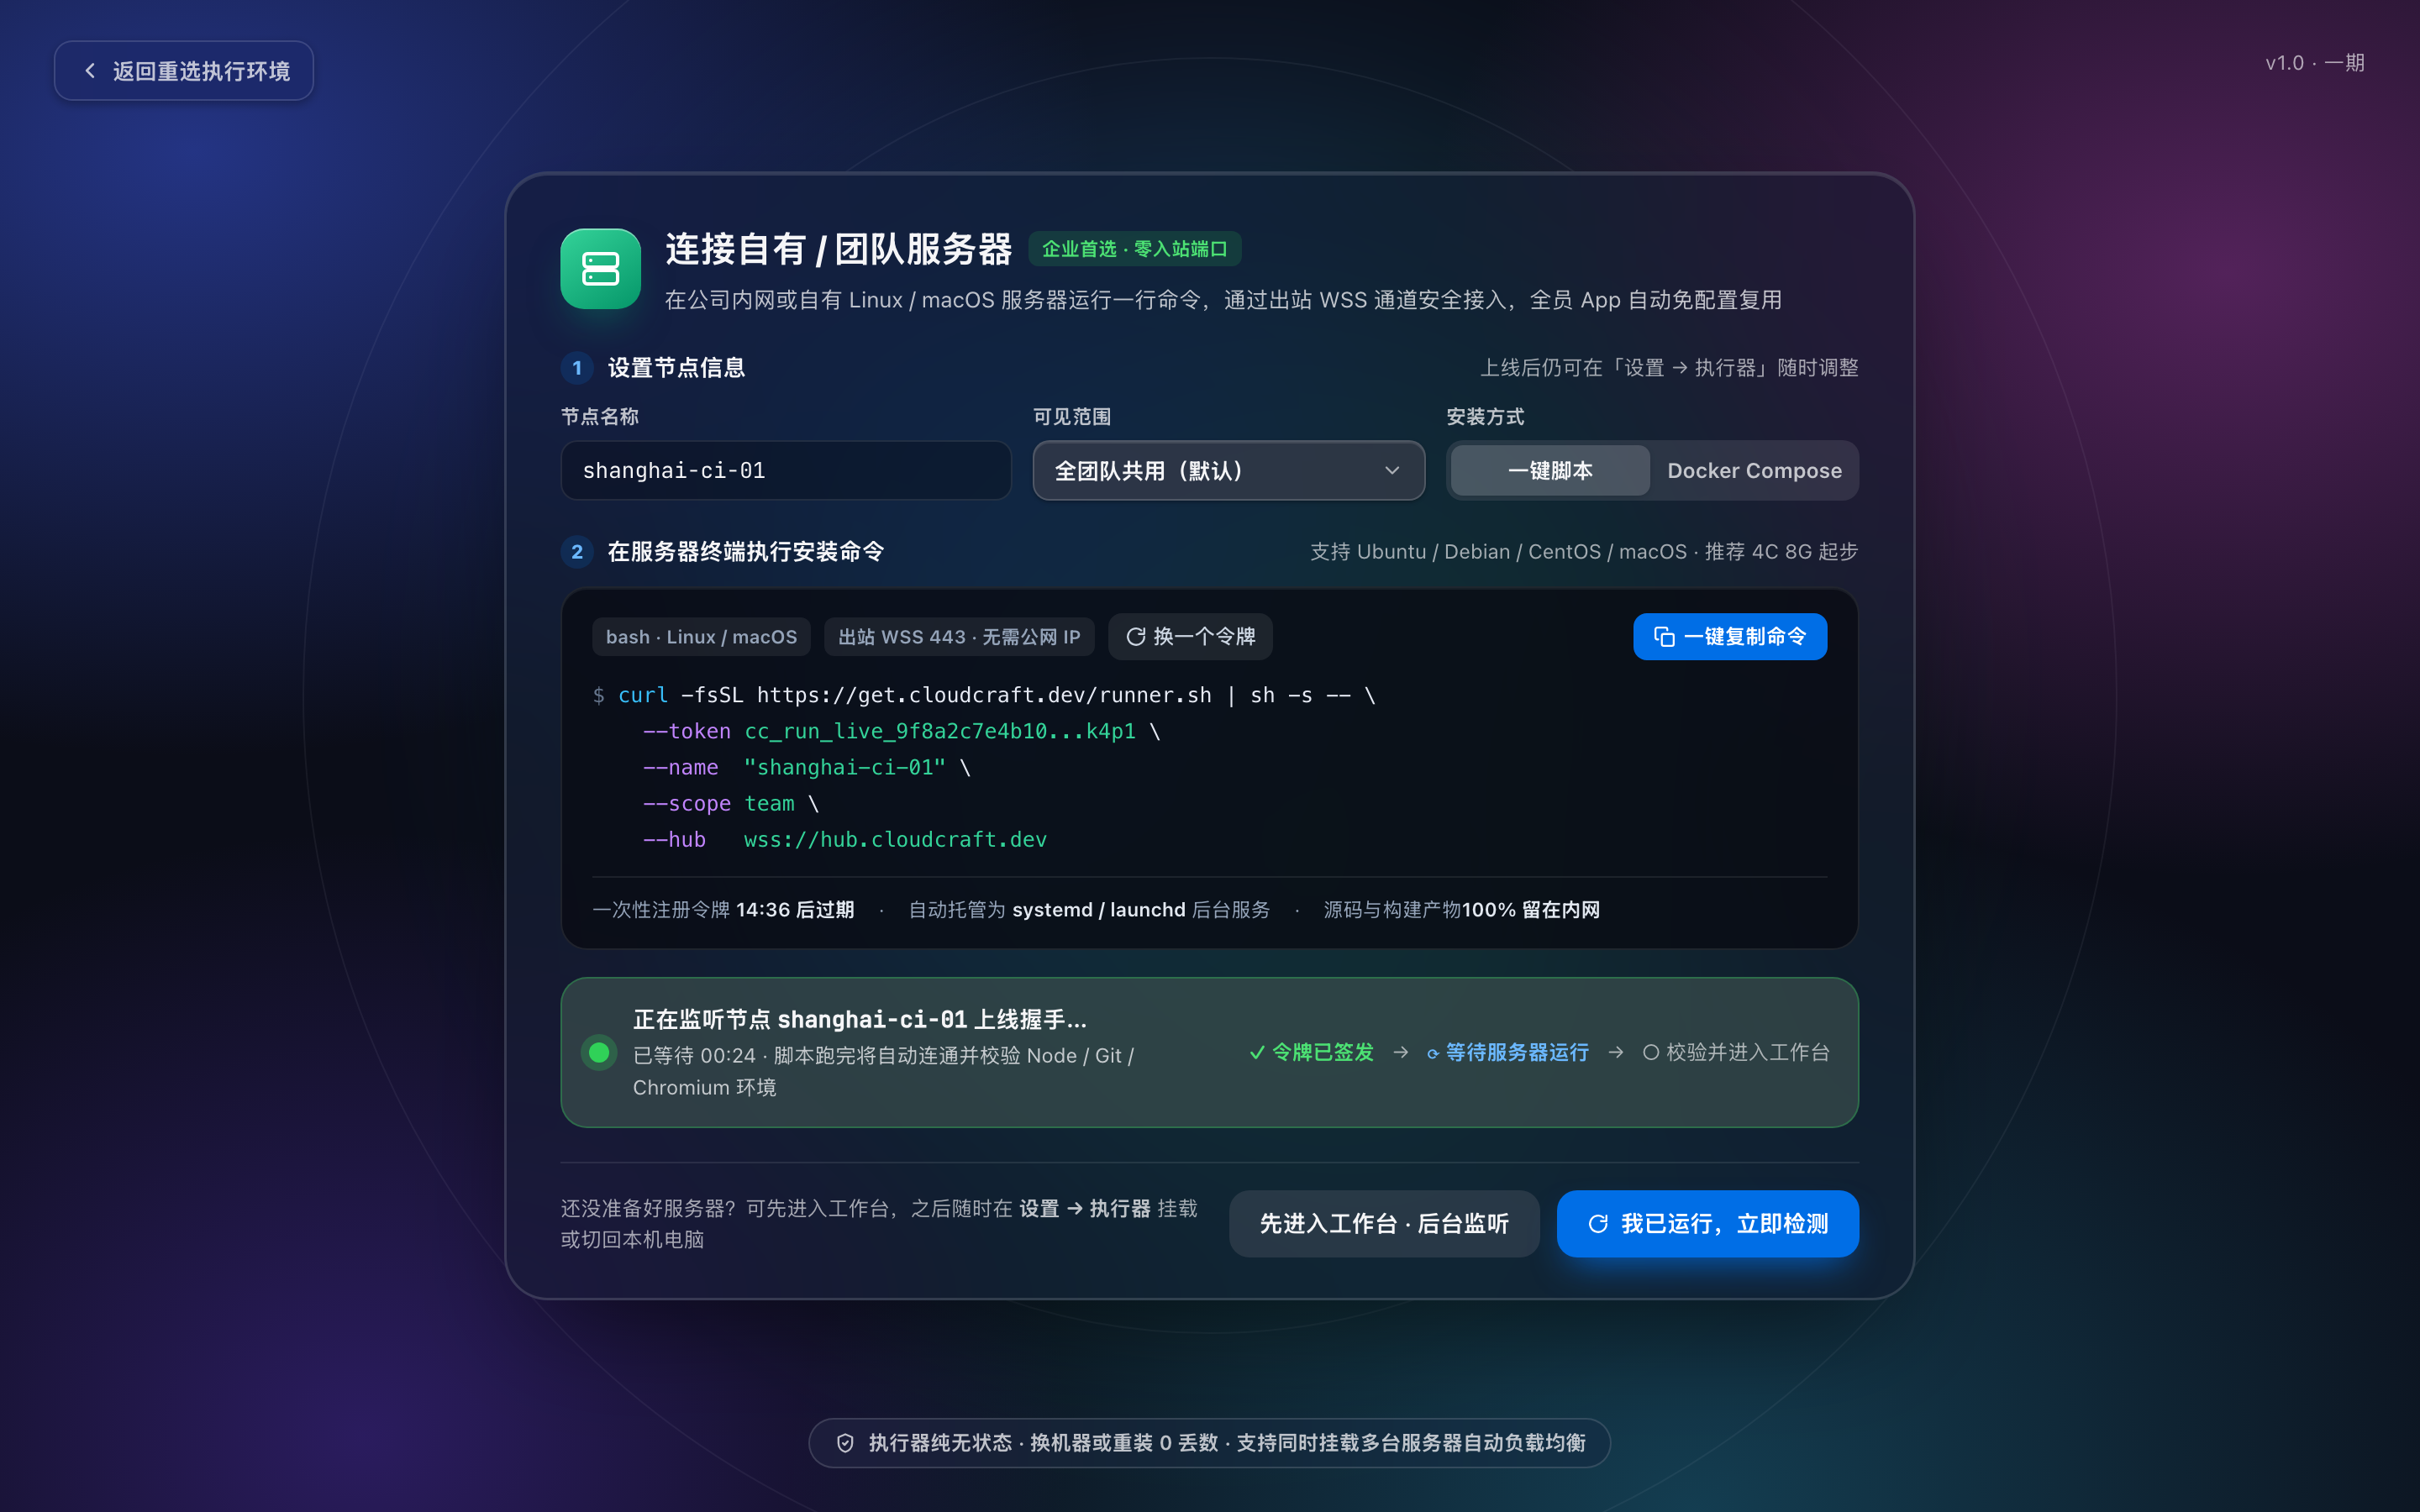 返回重选执行环境
v1.0 · 一期
连接自有 / 团队服务器
企业首选 · 零入站端口
在公司内网或自有 Linux / macOS 服务器运行一行命令，通过出站 WSS 通道安全接入，全员 App 自动免配置复用
1 设置节点信息
上线后仍可在「设置 → 执行器」随时调整
节点名称
可见范围
安装方式
shanghai-ci-01
全团队共用（默认）
一键脚本
Docker Compose
2 在服务器终端执行安装命令
支持 Ubuntu / Debian / CentOS / macOS · 推荐 4C 8G 起步
bash · Linux / macOS
出站 WSS 443 · 无需公网 IP
换一个令牌
一键复制命令
$ curl -fsSL https://get.cloudcraft.dev/runner.sh | sh -s -- \
--token cc_run_live_9f8a2c7e4b10...k4p1 \
--name "shanghai-ci-01" \
--scope team \
--hub wss://hub.cloudcraft.dev
一次性注册令牌 14:36 后过期 · 自动托管为 systemd / launchd 后台服务 · 源码与构建产物100% 留在内网
正在监听节点 shanghai-ci-01 上线握手...
已等待 00:24 · 脚本跑完将自动连通并校验 Node / Git /
Chromium 环境
✓ 令牌已签发 → ⟳ 等待服务器运行 → ○ 校验并进入工作台
还没准备好服务器？可先进入工作台，之后随时在 设置 → 执行器 挂载
或切回本机电脑
先进入工作台 · 后台监听
我已运行，立即检测
执行器纯无状态 · 换机器或重装 0 丢数 · 支持同时挂载多台服务器自动负载均衡